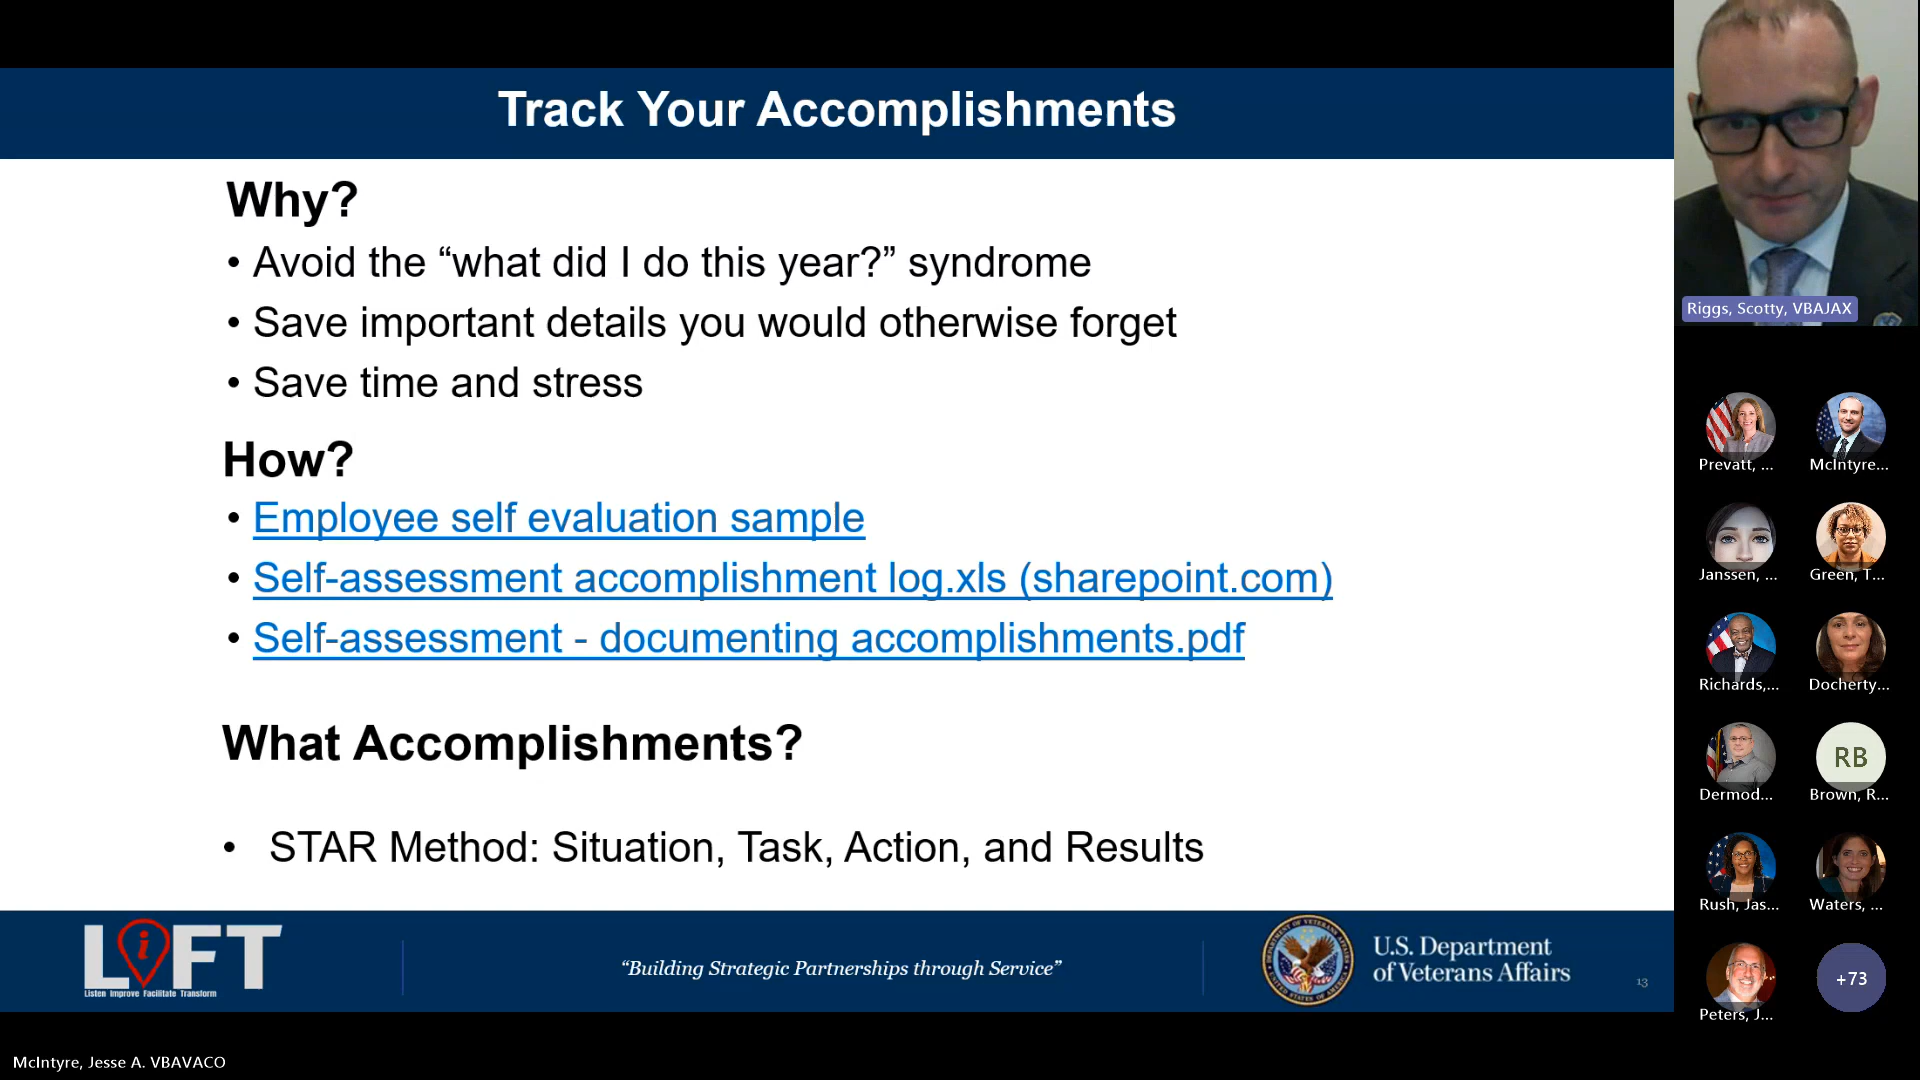 Track Your Accomplishments
Why?
• Avoid the “what did I do this year?” syndrome
• Save important details you would otherwise forget
• Save time and stress
How?
• Employee self evaluation sample
• Self-assessment accomplishment log.xls (sharepoint.com)
• Self-assessment - documenting accomplishments.pdf
What Accomplishments?
• STAR Method: Situation, Task, Action, and Results
LiFT
Listen Improve Facilitate Transform
“Building Strategic Partnerships through Service”
U.S. Department
of Veterans Affairs
13
McIntyre, Jesse A. VBAVACO
Riggs, Scotty, VBAJAX
Prevatt, ...
McIntyre...
Janssen, ...
Green, T...
Richards,...
Docherty...
Dermod...
RB
Brown, R...
Rush, Jas...
Waters, ...
Peters, J...
+73